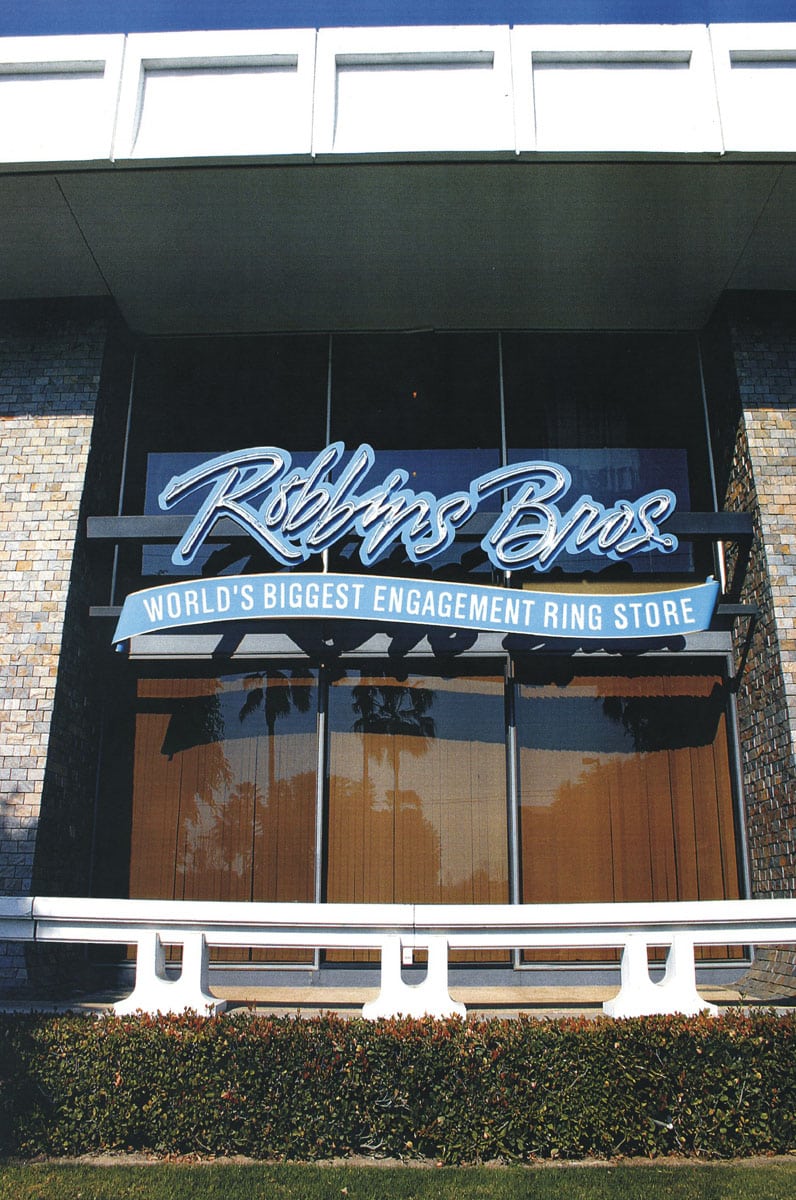 Robbins Bros.
WORLD'S BIGGEST ENGAGEMENT RING STORE